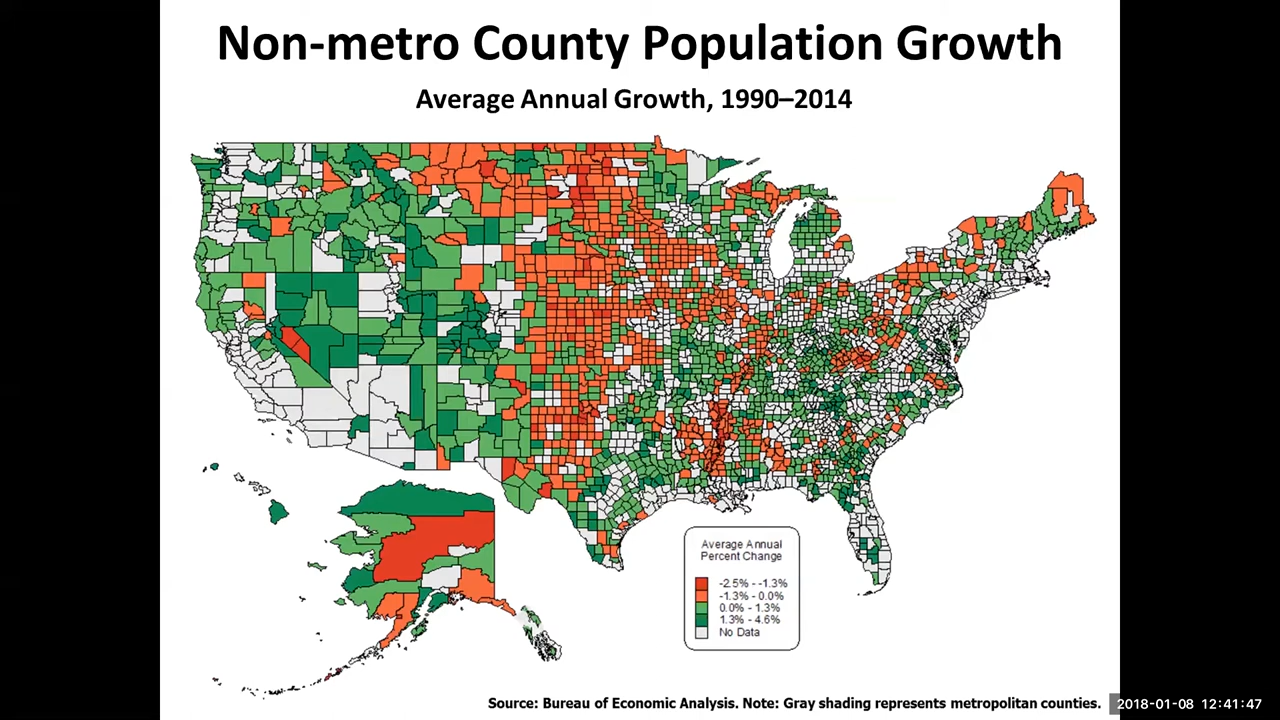 Non-metro County Population Growth
Average Annual Growth, 1990–2014
Average Annual
Percent Change
-2.5% - -1.3%
-1.3% - 0.0%
0.0% - 1.3%
1.3% - 4.6%
No Data
Source: Bureau of Economic Analysis. Note: Gray shading represents metropolitan counties.
2018-01-08 12:41:47